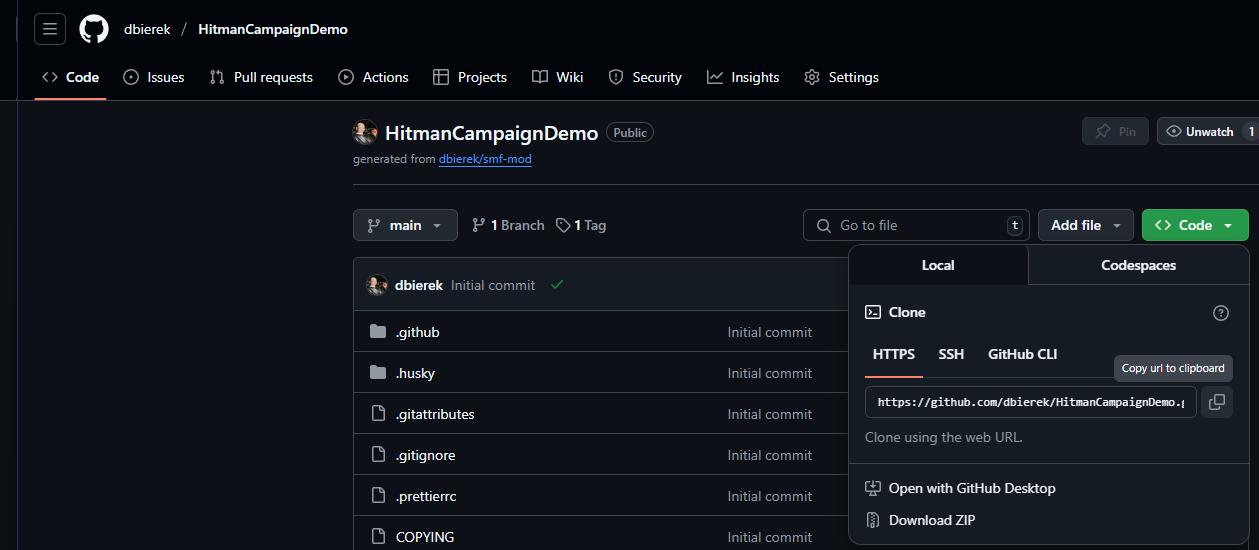 dbierek / HitmanCampaignDemo
Code Issues Pull requests Actions Projects Wiki Security Insights Settings
HitmanCampaignDemo Public
Pin Unwatch 1
generated from dbierek/smf-mod
main 1 Branch 1 Tag Go to file t Add file Code
Local Codespaces
dbierek Initial commit
Clone
.github Initial commit
HTTPS SSH GitHub CLI
Copy url to clipboard
.husky Initial commit
https://github.com/dbierek/HitmanCampaignDemo.g
.gitattributes Initial commit
Clone using the web URL.
.gitignore Initial commit
Open with GitHub Desktop
.prettierrc Initial commit
Download ZIP
COPYING Initial commit